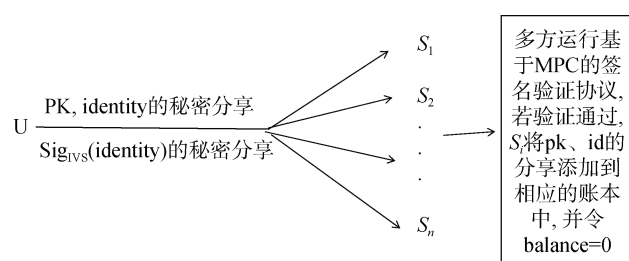 U
PK, identity的秘密分享
Sig_IVS(identity)的秘密分享
S_1
S_2
.
.
.
S_n
多方运行基
于MPC的签
名验证协议,
若验证通过,
S_i将pk、id的
分享添加到
相应的账本
中, 并令
balance=0